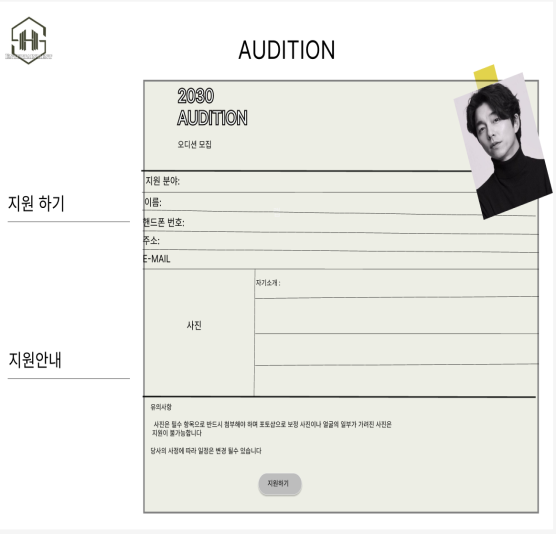 AUDITION
2030
AUDITION
오디션 모집
지원 하기
지원안내
지원 분야:
이름:
핸드폰 번호:
주소:
E-MAIL
자기소개 :
사진
유의사항
사진은 필수 항목으로 반드시 첨부해야 하며 포토샵으로 보정 사진이나 얼굴의 일부가 가려진 사진은
지원이 불가능합니다
당사의 사정에 따라 일정은 변경 될수 있습니다
지원하기